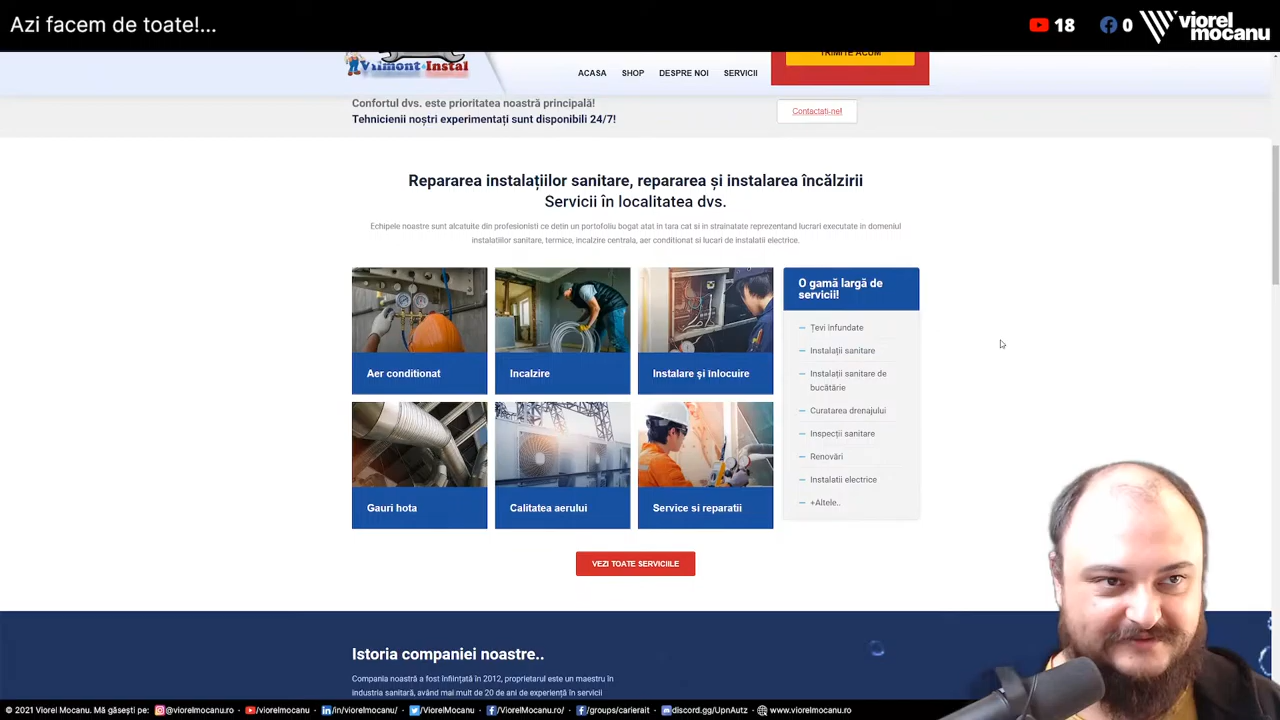 Azi facem de toate!...
18
0
viorel
mocanu
TRIMITE ACUM
Vilmont-Instal
ACASA
SHOP
DESPRE NOI
SERVICII
Confortul dvs. este prioritatea noastră principală!
Tehnicienii noștri experimentați sunt disponibili 24/7!
Contactati-ne!
Repararea instalațiilor sanitare, repararea și instalarea încălzirii
Servicii în localitatea dvs.
Echipele noastre sunt alcatuite din profesionisti ce detin un portofoliu bogat atat in tara cat si in strainatate reprezentand lucrari executate in domeniul
instalatiilor sanitare, termice, incalzire centrala, aer conditionat si lucari de instalatii electrice.
Aer conditionat
Incalzire
Instalare și înlocuire
O gamă largă de
servicii!
Țevi înfundate
Instalații sanitare
Instalații sanitare de
bucătărie
Curatarea drenajului
Inspecții sanitare
Renovări
Instalatii electrice
+Altele..
Gauri hota
Calitatea aerului
Service si reparatii
VEZI TOATE SERVICIILE
Istoria companiei noastre..
Compania noastră a fost înființată în 2012, proprietarul este un maestru în
industria sanitară, având mai mult de 20 de ani de experiență în servicii
© 2021 Viorel Mocanu. Mă găsești pe: @viorelmocanu.ro · /viorelmocanu · /in/viorelmocanu/ · /ViorelMocanu · /ViorelMocanu.ro/ · /groups/carierait · discord.gg/UpnAutz · www.viorelmocanu.ro